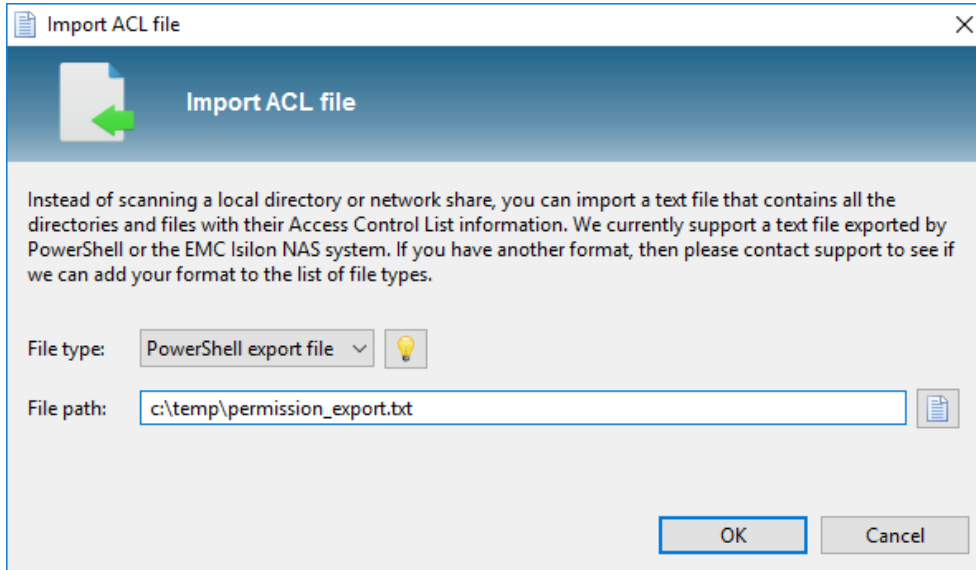 Import ACL file
Import ACL file
Instead of scanning a local directory or network share, you can import a text file that contains all the
directories and files with their Access Control List information. We currently support a text file exported by
PowerShell or the EMC Isilon NAS system. If you have another format, then please contact support to see if
we can add your format to the list of file types.
File type: PowerShell export file
File path: c:\temp\permission_export.txt
OK Cancel